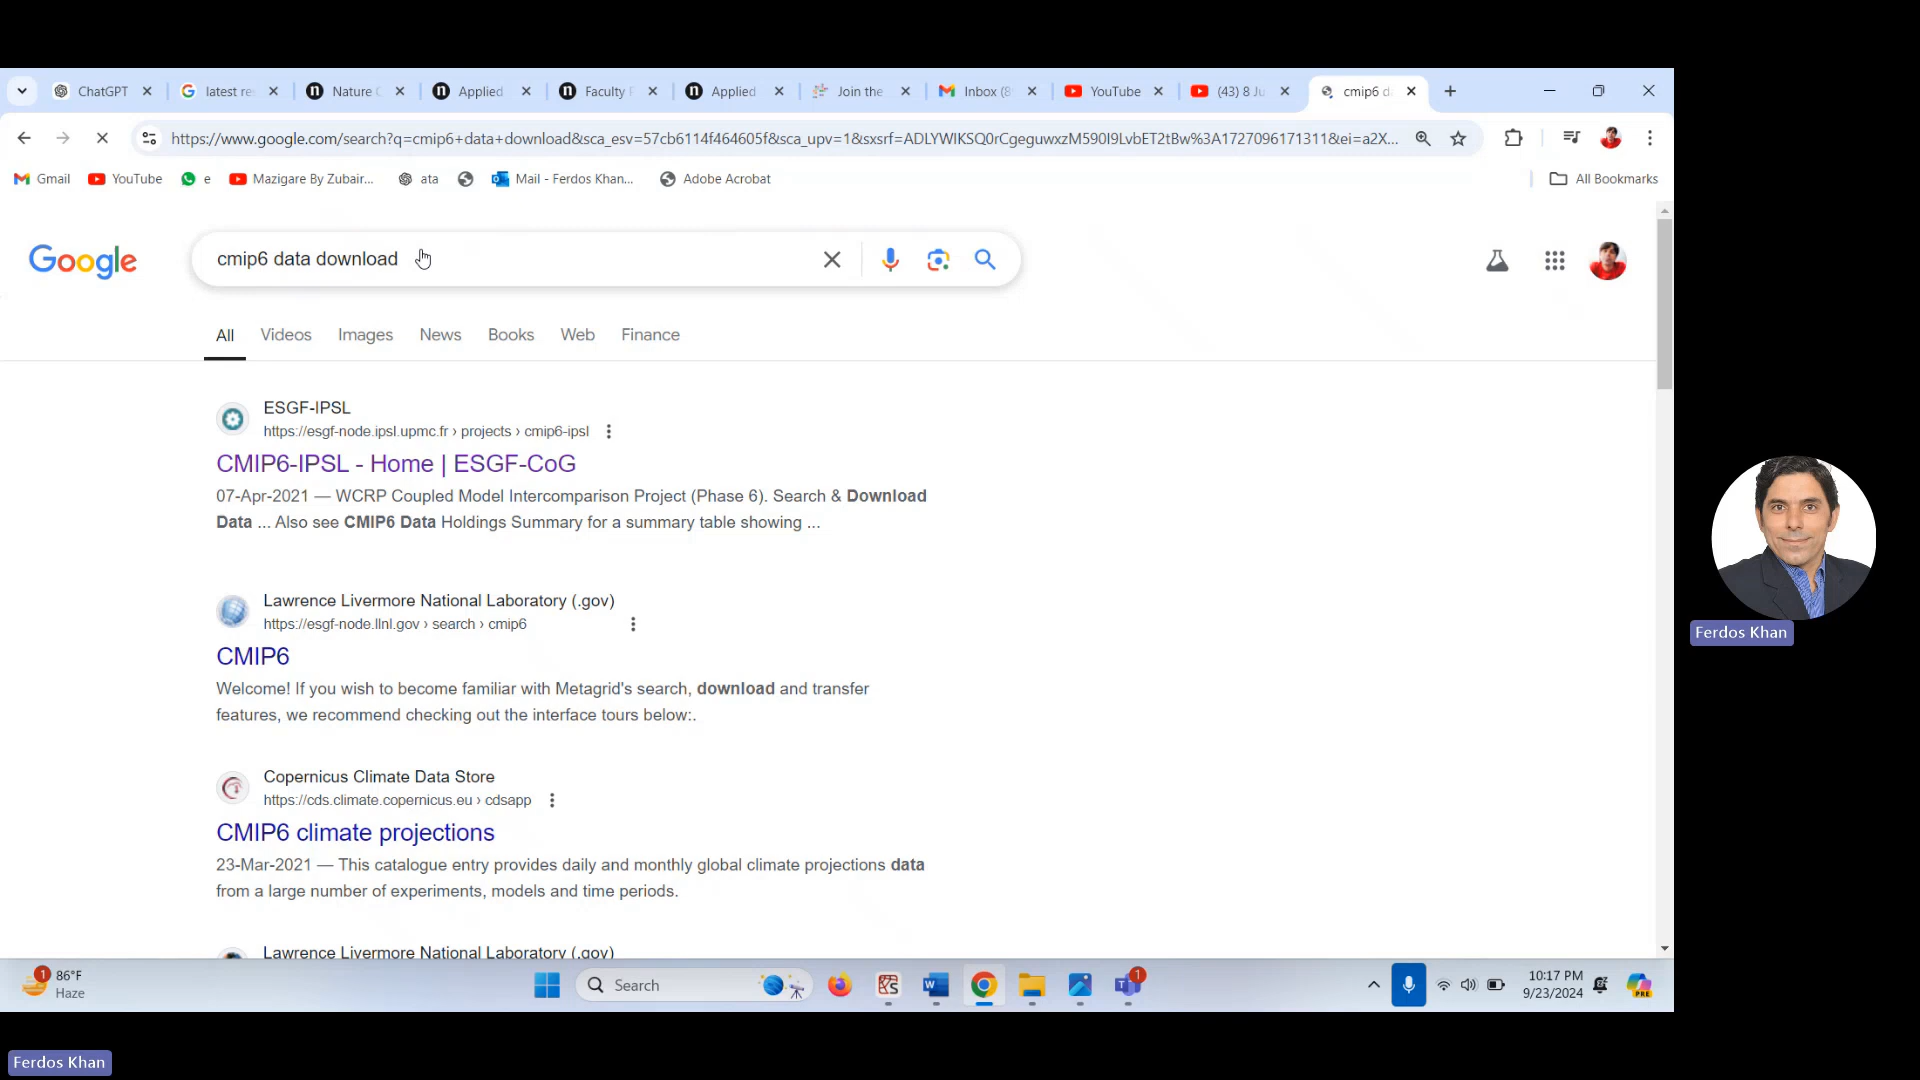 ChatGPT
latest re
Nature C
Applied
Faculty F
Applied
Join the
Inbox (8
YouTube
(43) 8 Ju
cmip6 d
https://www.google.com/search?q=cmip6+data+download&sca_esv=57cb6114f464605f&sca_upv=1&sxsrf=ADLYWIKSQ0rCgeguwxzM590I9LvbET2tBw%3A1727096171311&ei=a2X...
Gmail
YouTube
e
Mazigare By Zubair...
ata
Mail - Ferdos Khan...
Adobe Acrobat
All Bookmarks
Google
cmip6 data download
All
Videos
Images
News
Books
Web
Finance
ESGF-IPSL
https://esgf-node.ipsl.upmc.fr › projects › cmip6-ipsl
CMIP6-IPSL - Home | ESGF-CoG
07-Apr-2021 — WCRP Coupled Model Intercomparison Project (Phase 6). Search & Download
Data ... Also see CMIP6 Data Holdings Summary for a summary table showing ...
Lawrence Livermore National Laboratory (.gov)
https://esgf-node.llnl.gov › search › cmip6
CMIP6
Welcome! If you wish to become familiar with Metagrid's search, download and transfer
features, we recommend checking out the interface tours below:.
Copernicus Climate Data Store
https://cds.climate.copernicus.eu › cdsapp
CMIP6 climate projections
23-Mar-2021 — This catalogue entry provides daily and monthly global climate projections data
from a large number of experiments, models and time periods.
Lawrence Livermore National Laboratory (.gov)
Ferdos Khan
1
86°F
Haze
Search
1
10:17 PM
9/23/2024
PRE
Ferdos Khan